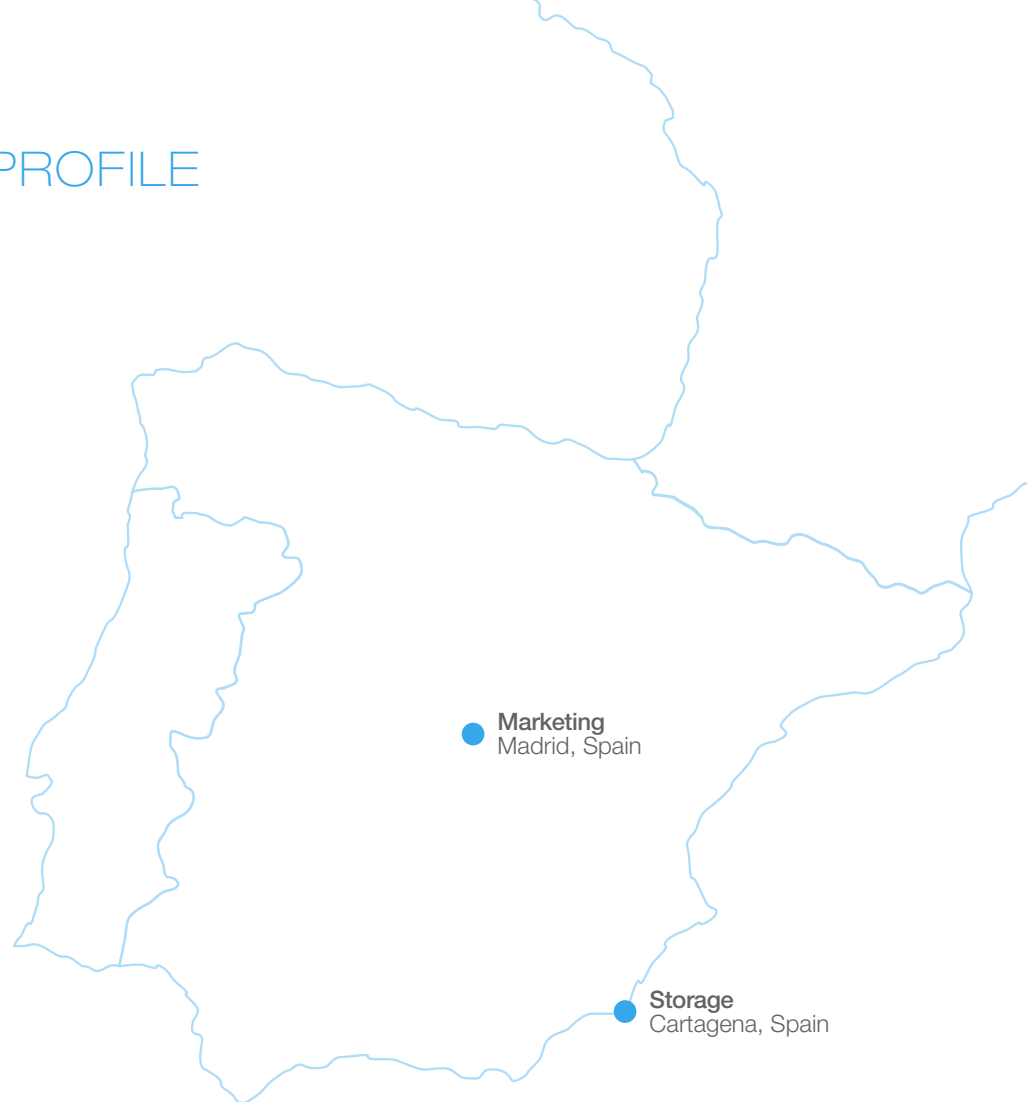 PROFILE
Marketing
Madrid, Spain
Storage
Cartagena, Spain